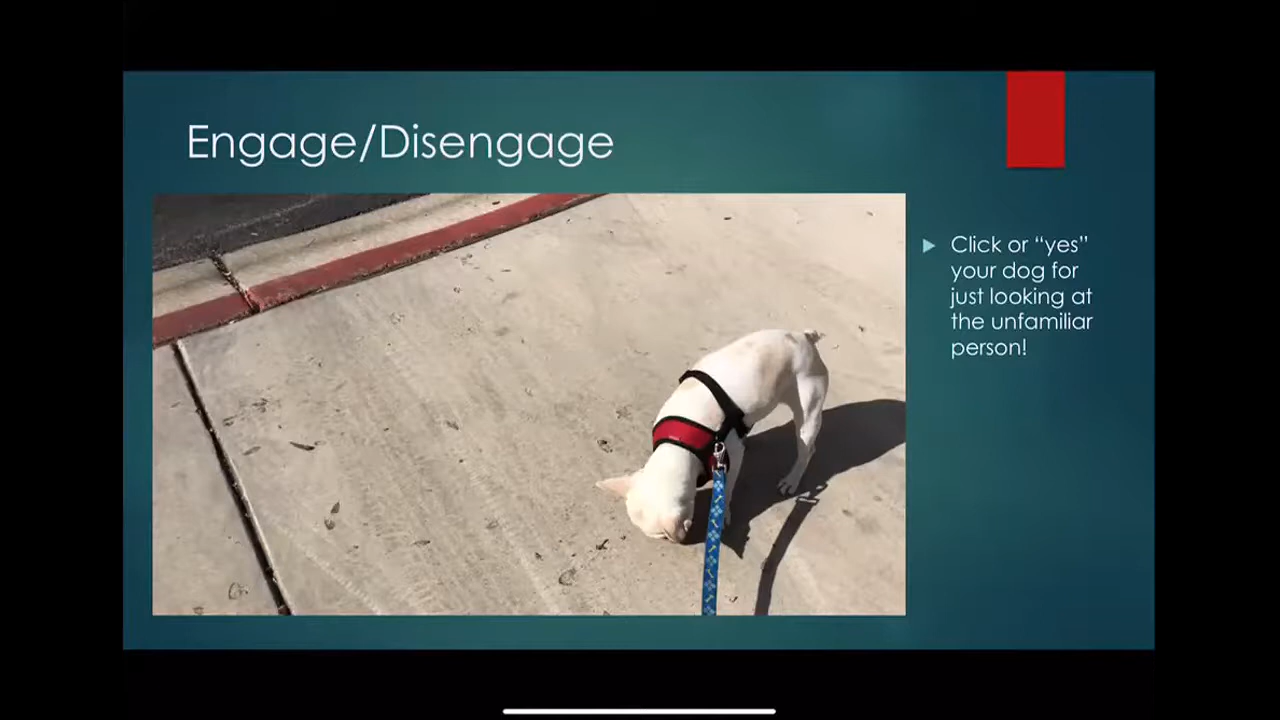 Engage/Disengage
Click or “yes”
your dog for
just looking at
the unfamiliar
person!